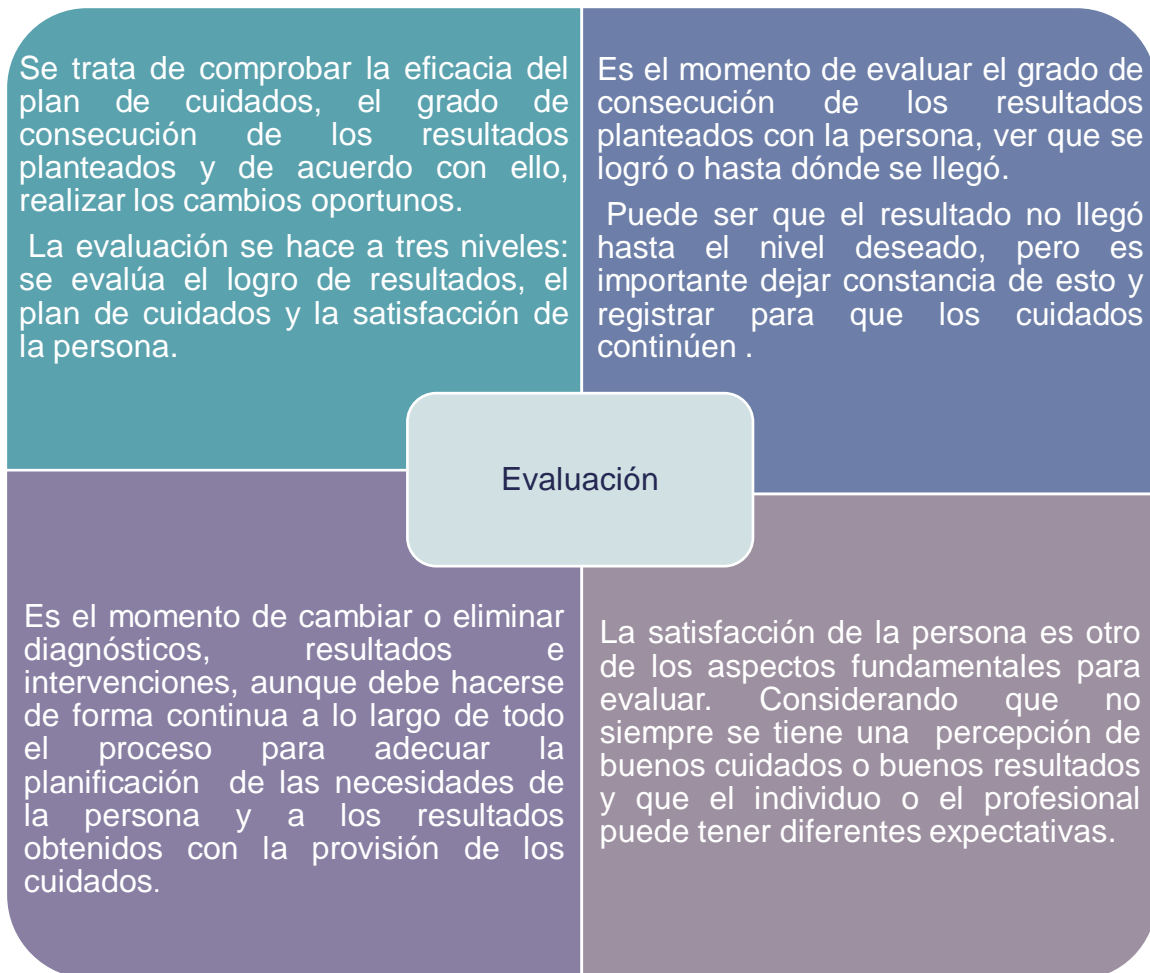 Se trata de comprobar la eficacia del
plan de cuidados, el grado de
consecución de los resultados
planteados y de acuerdo con ello,
realizar los cambios oportunos.
La evaluación se hace a tres niveles:
se evalúa el logro de resultados, el
plan de cuidados y la satisfacción de
la persona.
Es el momento de evaluar el grado de
consecución de los resultados
planteados con la persona, ver que se
logró o hasta dónde se llegó.
Puede ser que el resultado no llegó
hasta el nivel deseado, pero es
importante dejar constancia de esto y
registrar para que los cuidados
continúen .
Evaluación
Es el momento de cambiar o eliminar
diagnósticos, resultados e
intervenciones, aunque debe hacerse
de forma continua a lo largo de todo
el proceso para adecuar la
planificación de las necesidades de
la persona y a los resultados
obtenidos con la provisión de los
cuidados.
La satisfacción de la persona es otro
de los aspectos fundamentales para
evaluar. Considerando que no
siempre se tiene una percepción de
buenos cuidados o buenos resultados
y que el individuo o el profesional
puede tener diferentes expectativas.